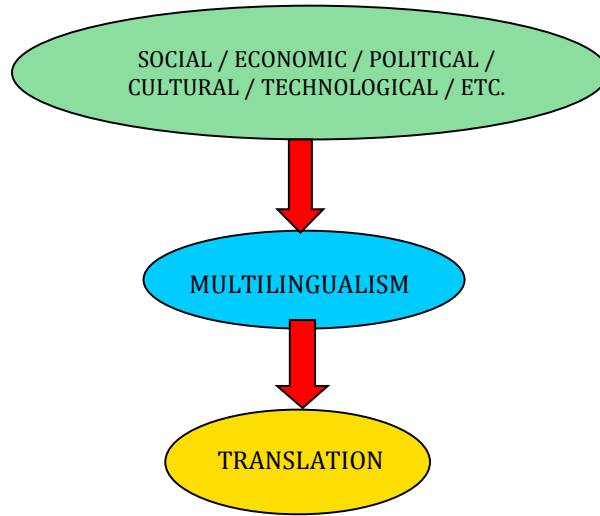 SOCIAL / ECONOMIC / POLITICAL /
CULTURAL / TECHNOLOGICAL / ETC.
MULTILINGUALISM
TRANSLATION